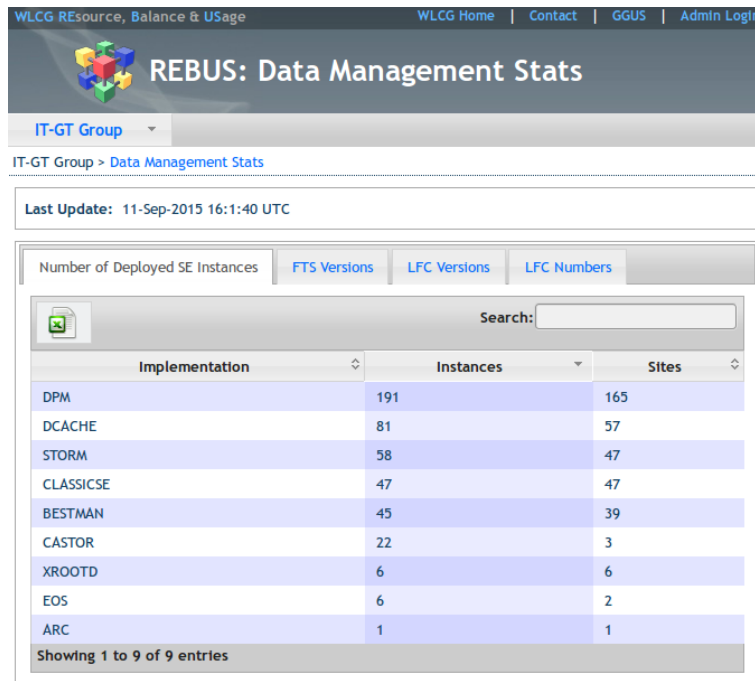 WLCG REsource, Balance & USage WLCG Home | Contact | GGUS | Admin Login
REBUS: Data Management Stats
IT-GT Group
IT-GT Group > Data Management Stats
Last Update: 11-Sep-2015 16:1:40 UTC
Number of Deployed SE Instances FTS Versions LFC Versions LFC Numbers
Search:
Implementation Instances Sites
DPM 191 165
DCACHE 81 57
STORM 58 47
CLASSICSE 47 47
BESTMAN 45 39
CASTOR 22 3
XROOTD 6 6
EOS 6 2
ARC 1 1
Showing 1 to 9 of 9 entries